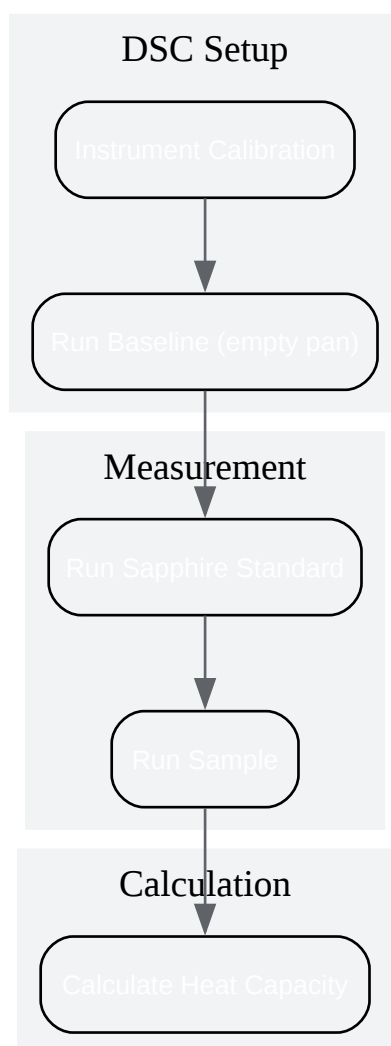 DSC Setup
Instrument Calibration
Run Baseline (empty pan)
Measurement
Run Sapphire Standard
Run Sample
Calculation
Calculate Heat Capacity